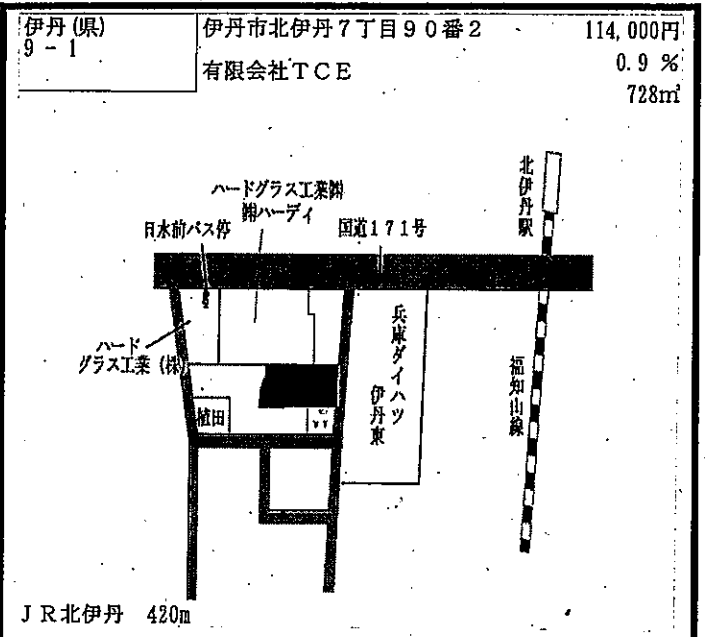 伊丹(県)
9-1
伊丹市北伊丹7丁目90番2
有限会社TCE
114,000円
0.9 %
728㎡
北伊丹駅
ハードグラス工業㈱
㈱ハーディ
日水前バス停
国道171号
ハード
グラス工業(株)
兵庫ダイハツ
伊丹東
福知山線
植田
JR北伊丹 420m